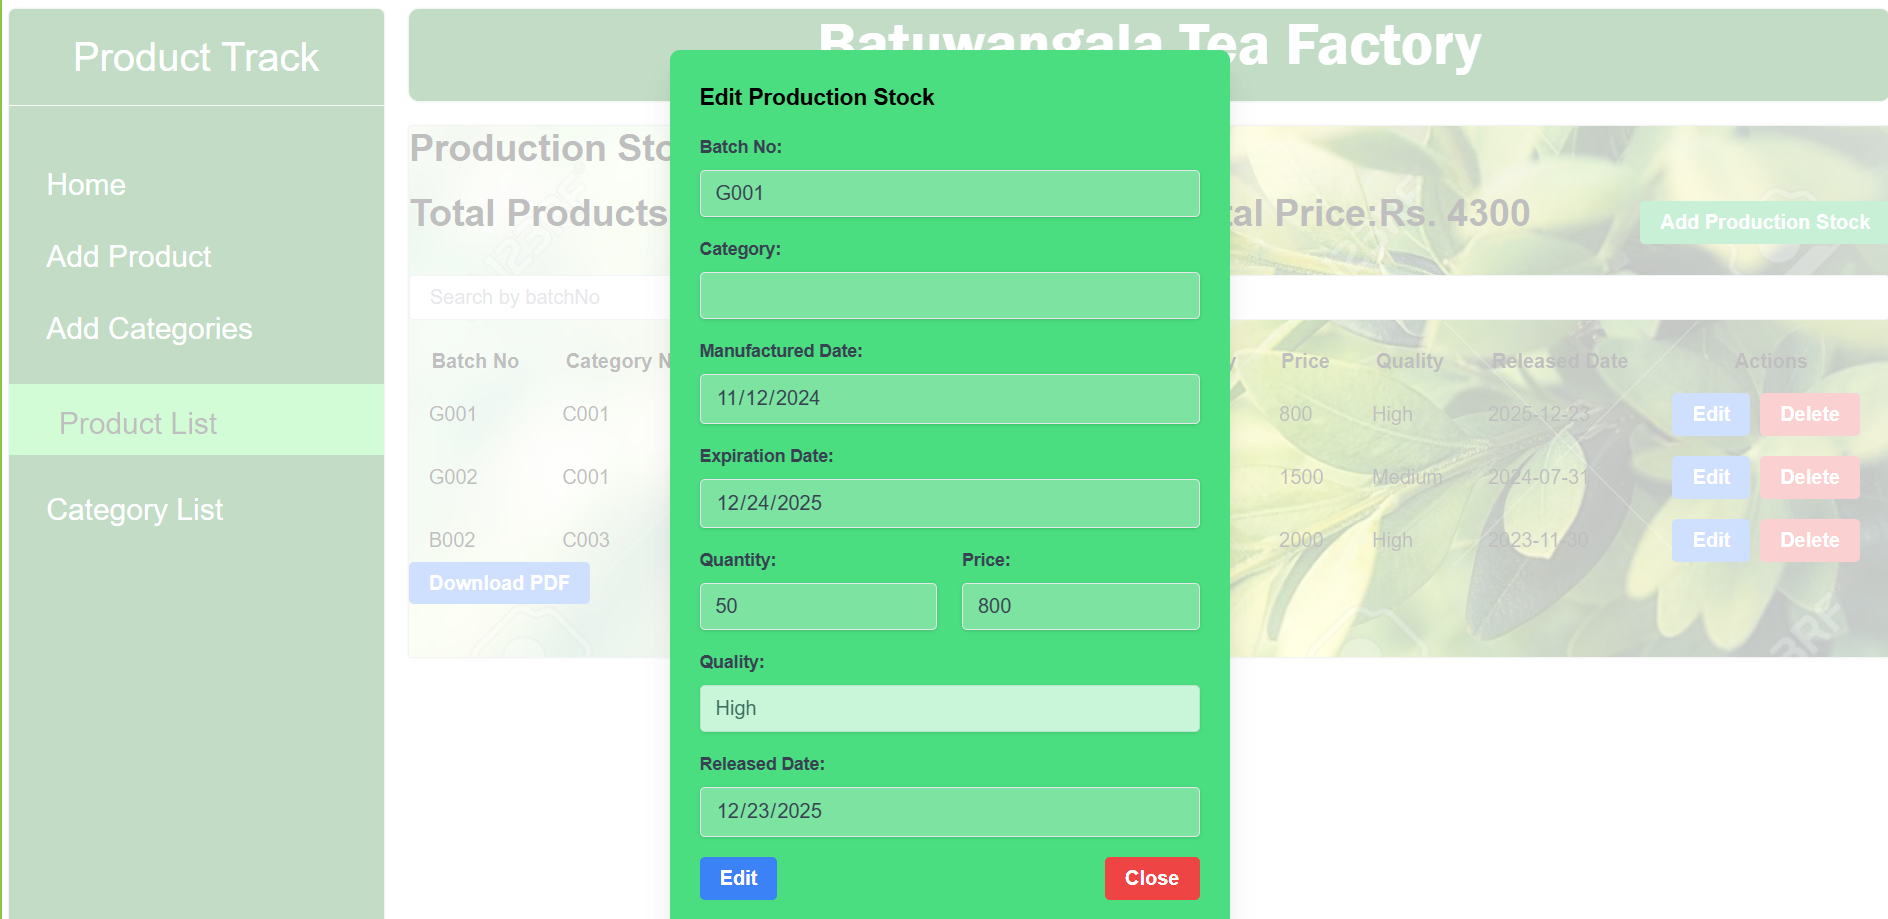 Product Track
Home
Add Product
Add Categories
Product List
Category List
Batuwangala Tea Factory
Production Sto
Total Products
tal Price:Rs. 4300
Add Production Stock
Search by batchNo
Batch No Category N y Price Quality Released Date Actions
G001 C001 800 High 2025-12-23 Edit Delete
G002 C001 1500 Medium 2024-07-31 Edit Delete
B002 C003 2000 High 2023-11-30 Edit Delete
Download PDF
Edit Production Stock
Batch No:
G001
Category:
Manufactured Date:
11/12/2024
Expiration Date:
12/24/2025
Quantity: Price:
50 800
Quality:
High
Released Date:
12/23/2025
Edit Close